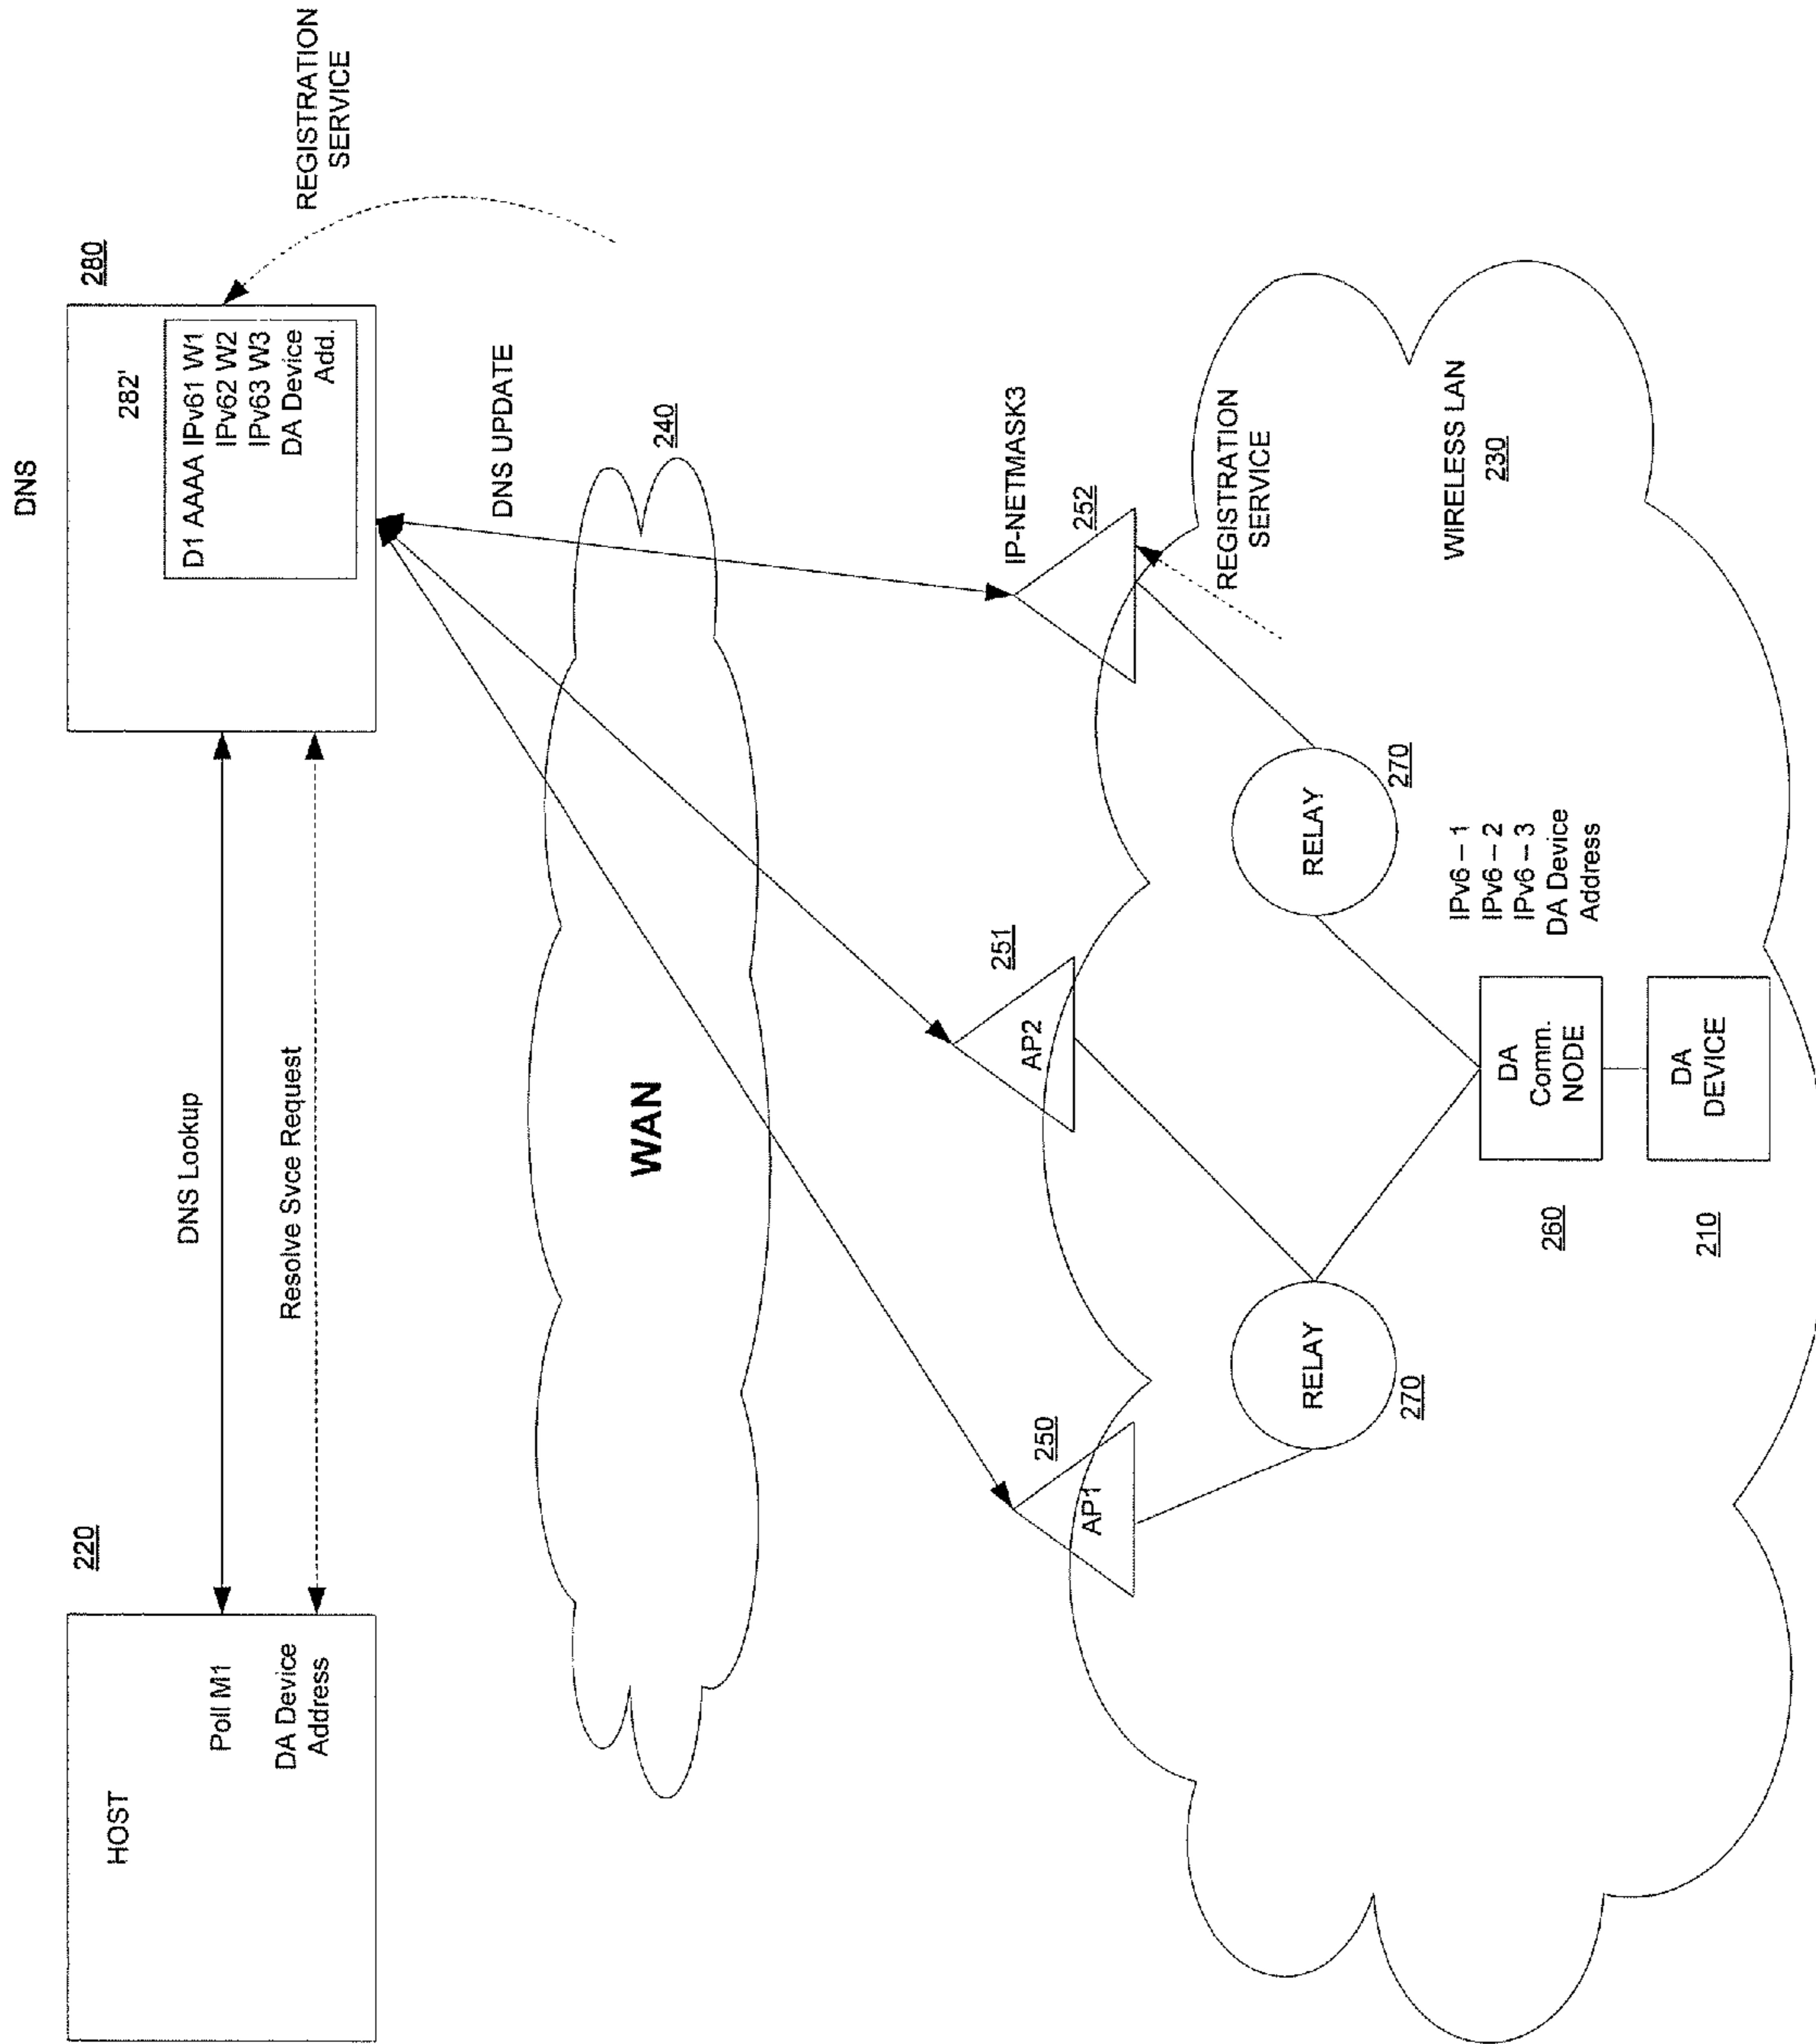 HOST
220
Poll M1
DA Device
Address
DNS Lookup
Resolve Svce Request
DNS
280
282'
D1 AAAA IPv61 W1
IPv62 W2
IPv63 W3
DA Device
Add.
REGISTRATION
SERVICE
DNS UPDATE
WAN
240
250
AP1
251
AP2
IP-NETMASK3
252
REGISTRATION
SERVICE
WIRELESS LAN
230
RELAY
270
RELAY
270
IPv6 – 1
IPv6 – 2
IPv6 – 3
DA Device
Address
DA
Comm.
NODE
260
DA
DEVICE
210